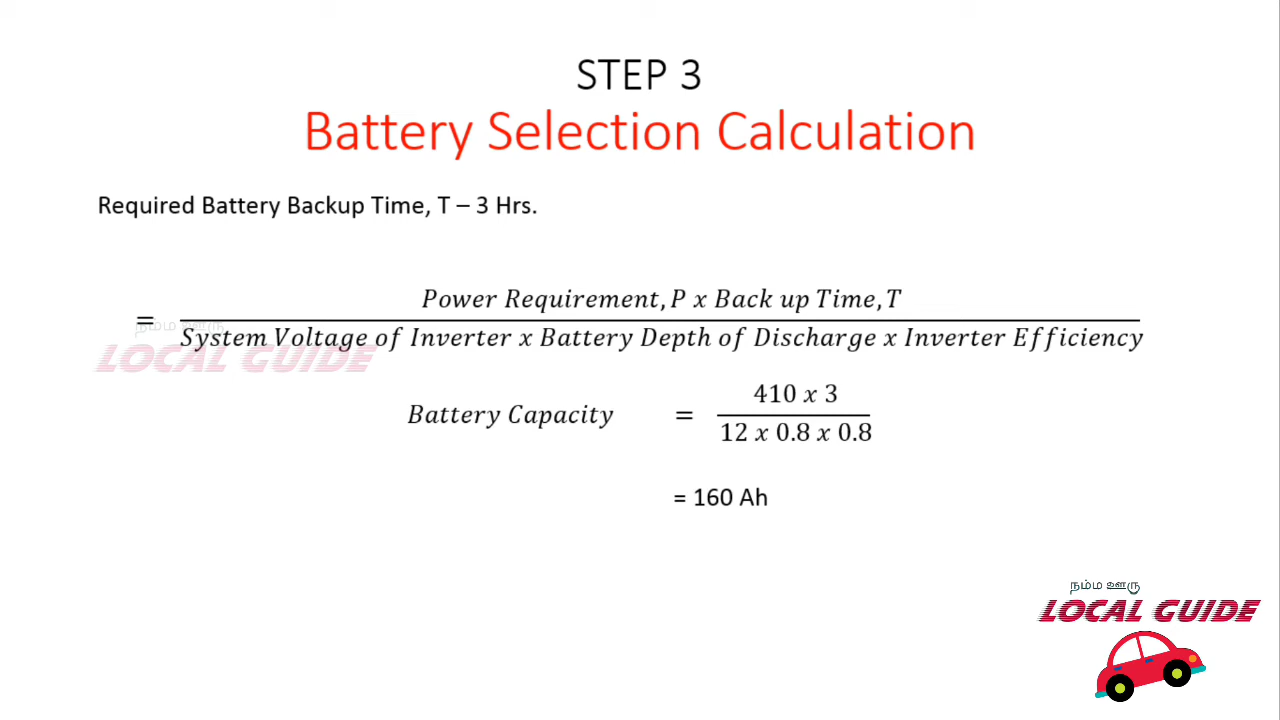 STEP 3
Battery Selection Calculation
Required Battery Backup Time, T – 3 Hrs.
= Power Requirement, P x Back up Time, T
System Voltage of Inverter x Battery Depth of Discharge x Inverter Efficiency
நம்ம ஊரு
LOCAL GUIDE
Battery Capacity = 410 x 3
12 x 0.8 x 0.8
= 160 Ah
நம்ம ஊரு
LOCAL GUIDE